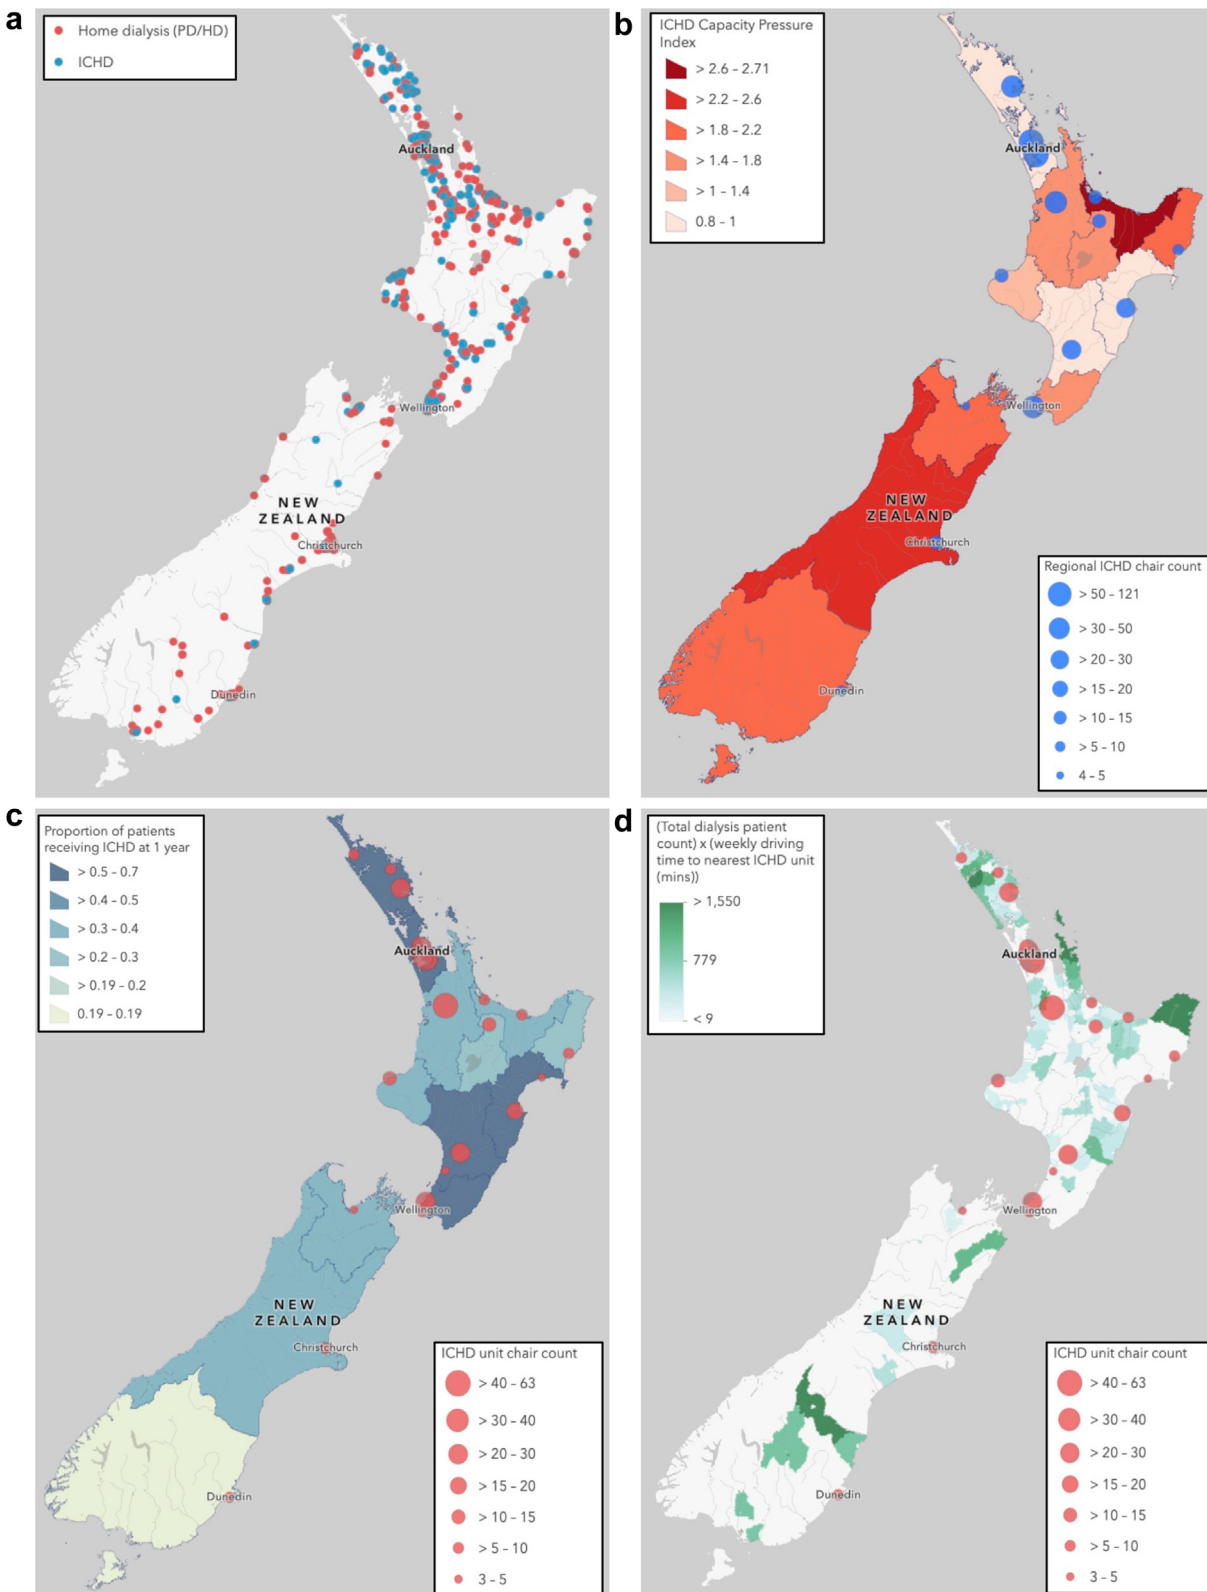 a
Home dialysis (PD/HD)
ICHD
Auckland
Wellington
NEW
ZEALAND
Christchurch
Dunedin
b
ICHD Capacity Pressure
Index
> 2.6 – 2.71
> 2.2 – 2.6
> 1.8 – 2.2
> 1.4 – 1.8
> 1 – 1.4
0.8 – 1
Auckland
Wellington
NEW
ZEALAND
Christchurch
Dunedin
Regional ICHD chair count
> 50 – 121
> 30 – 50
> 20 – 30
> 15 – 20
> 10 – 15
> 5 – 10
4 – 5
c
Proportion of patients
receiving ICHD at 1 year
> 0.5 – 0.7
> 0.4 – 0.5
> 0.3 – 0.4
> 0.2 – 0.3
> 0.19 – 0.2
0.19 – 0.19
Auckland
Wellington
NEW
ZEALAND
Christchurch
Dunedin
ICHD unit chair count
> 40 – 63
> 30 – 40
> 20 – 30
> 15 – 20
> 10 – 15
> 5 – 10
3 – 5
d
(Total dialysis patient
count) x (weekly driving
time to nearest ICHD unit
(mins))
> 1,550
779
< 9
Auckland
Wellington
NEW
ZEALAND
Christchurch
Dunedin
ICHD unit chair count
> 40 – 63
> 30 – 40
> 20 – 30
> 15 – 20
> 10 – 15
> 5 – 10
3 – 5